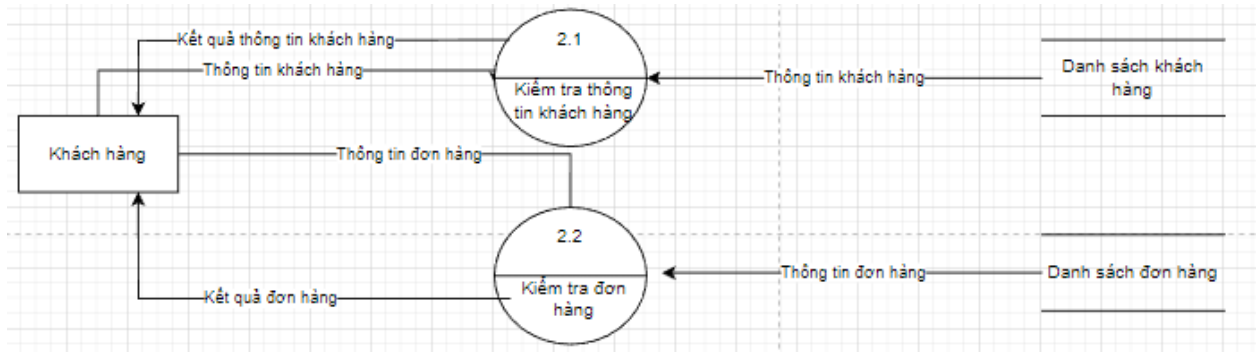 2.1
Kết quả thông tin khách hàng
Thông tin khách hàng
Kiểm tra thông
tin khách hàng
Thông tin khách hàng
Danh sách khách
hàng
Khách hàng
Thông tin đơn hàng
2.2
Kiểm tra đơn
hàng
Thông tin đơn hàng
Danh sách đơn hàng
Kết quả đơn hàng